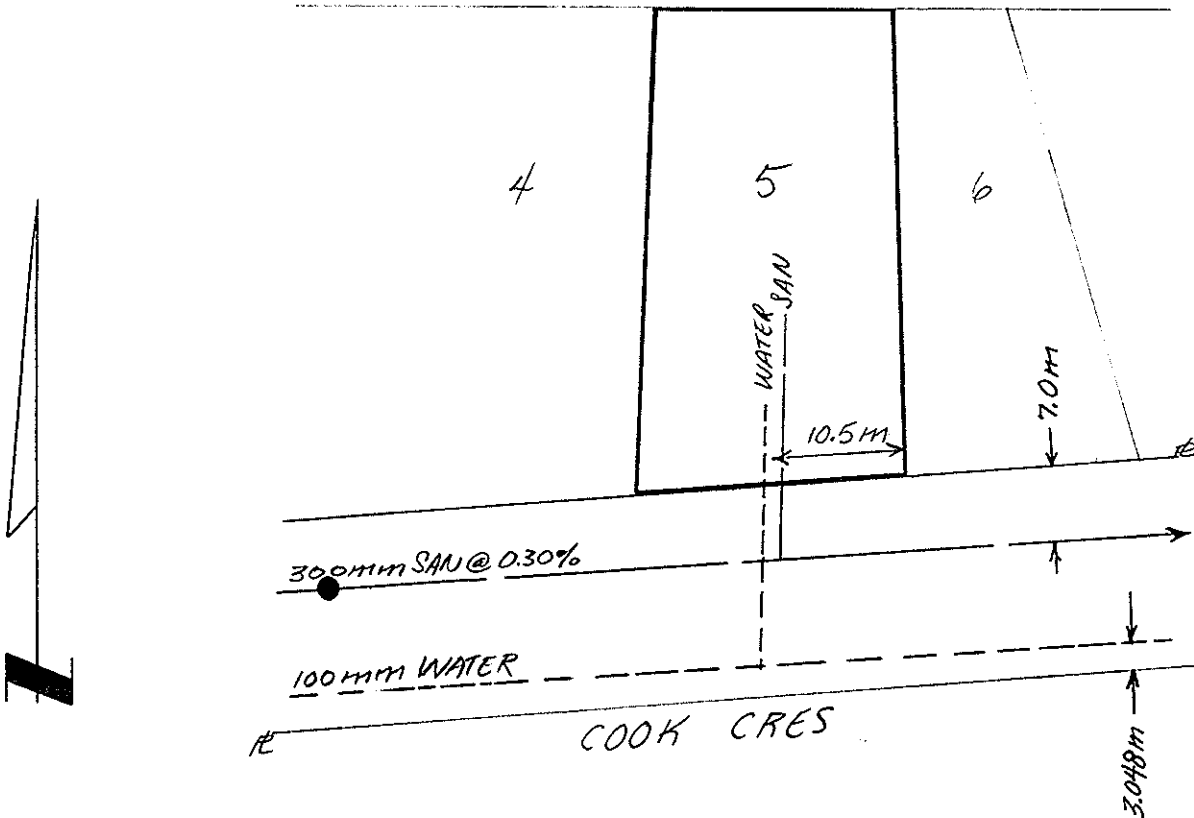 4
5
6
WATER
SAN
10.5m
7.0m
300mm SAN @ 0.30%
100mm WATER
COOK CRES
3.048m